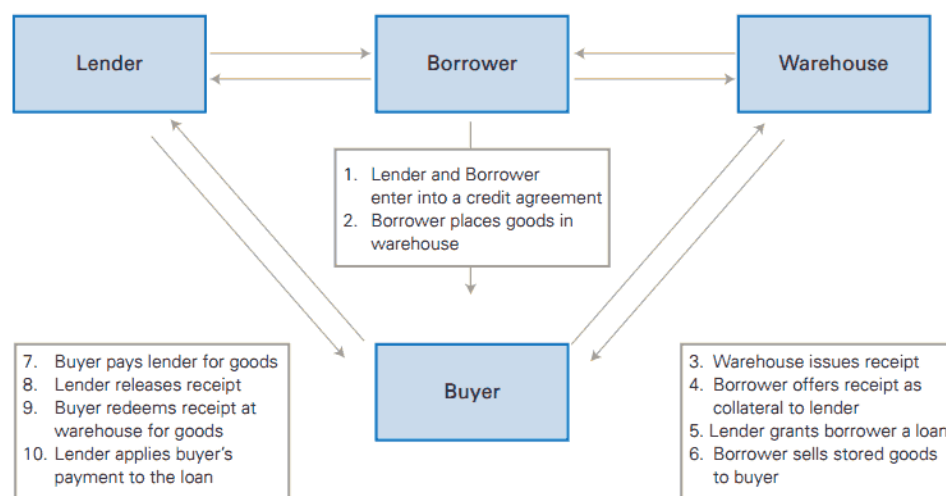 Lender
Borrower
Warehouse
1. Lender and Borrower
enter into a credit agreement
2. Borrower places goods in
warehouse
7. Buyer pays lender for goods
8. Lender releases receipt
9. Buyer redeems receipt at
warehouse for goods
10. Lender applies buyer's
payment to the loan
Buyer
3. Warehouse issues receipt
4. Borrower offers receipt as
collateral to lender
5. Lender grants borrower a loan
6. Borrower sells stored goods
to buyer